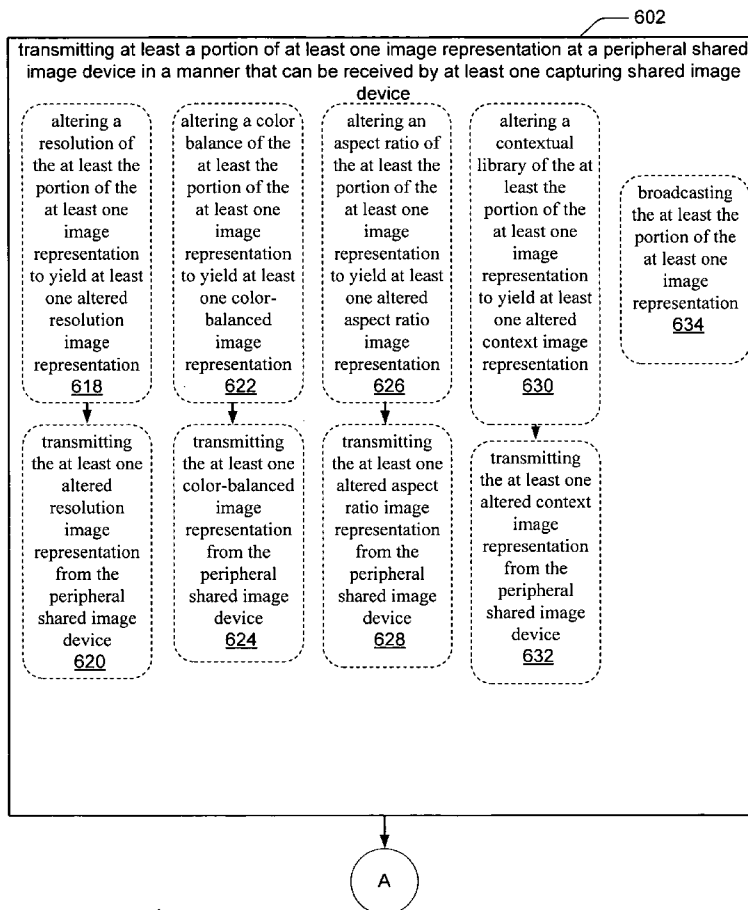 602
transmitting at least a portion of at least one image representation at a peripheral shared
image device in a manner that can be received by at least one capturing shared image
device
altering a
resolution of
the at least the
portion of the
at least one
image
representation
to yield at least
one altered
resolution
image
representation
618
transmitting
the at least one
altered
resolution
image
representation
from the
peripheral
shared image
device
620
altering a color
balance of the
at least the
portion of the
at least one
image
representation
to yield at least
one color-
balanced
image
representation
622
transmitting
the at least one
color-balanced
image
representation
from the
peripheral
shared image
device
624
altering an
aspect ratio of
the at least the
portion of the
at least one
image
representation
to yield at least
one altered
aspect ratio
image
representation
626
transmitting
the at least one
altered aspect
ratio image
representation
from the
peripheral
shared image
device
628
altering a
contextual
library of the at
least the
portion of the
at least one
image
representation
to yield at least
one altered
context image
representation
630
transmitting
the at least one
altered context
image
representation
from the
peripheral
shared image
device
632
broadcasting
the at least the
portion of the
at least one
image
representation
634
A